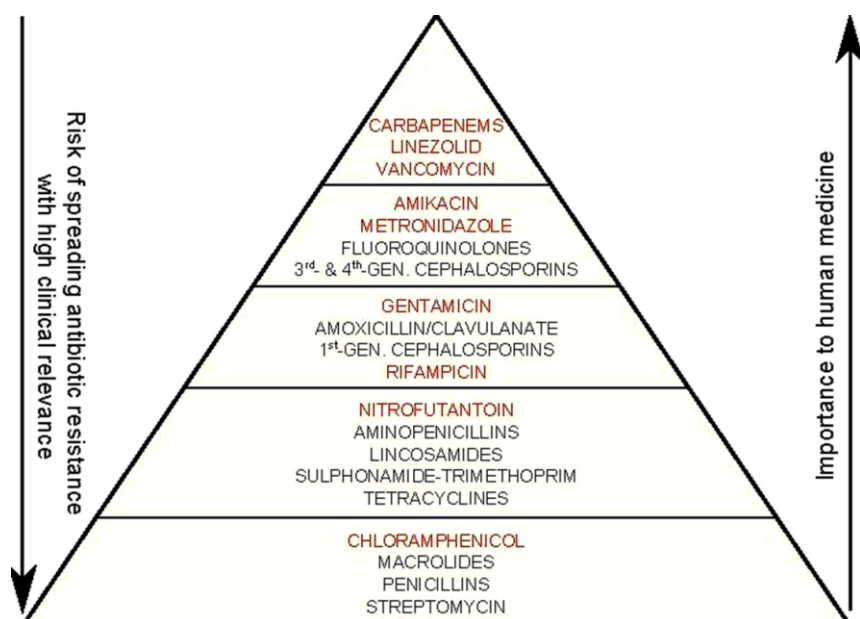 Risk of spreading antibiotic resistance
with high clinical relevance
CARBAPENEMS
LINEZOLID
VANCOMYCIN
AMIKACIN
METRONIDAZOLE
FLUOROQUINOLONES
3rd- & 4th-GEN. CEPHALOSPORINS
GENTAMICIN
AMOXICILLIN/CLAVULANATE
1st-GEN. CEPHALOSPORINS
RIFAMPICIN
NITROFUTANTOIN
AMINOPENICILLINS
LINCOSAMIDES
SULPHONAMIDE-TRIMETHOPRIM
TETRACYCLINES
CHLORAMPHENICOL
MACROLIDES
PENICILLINS
STREPTOMYCIN
Importance to human medicine